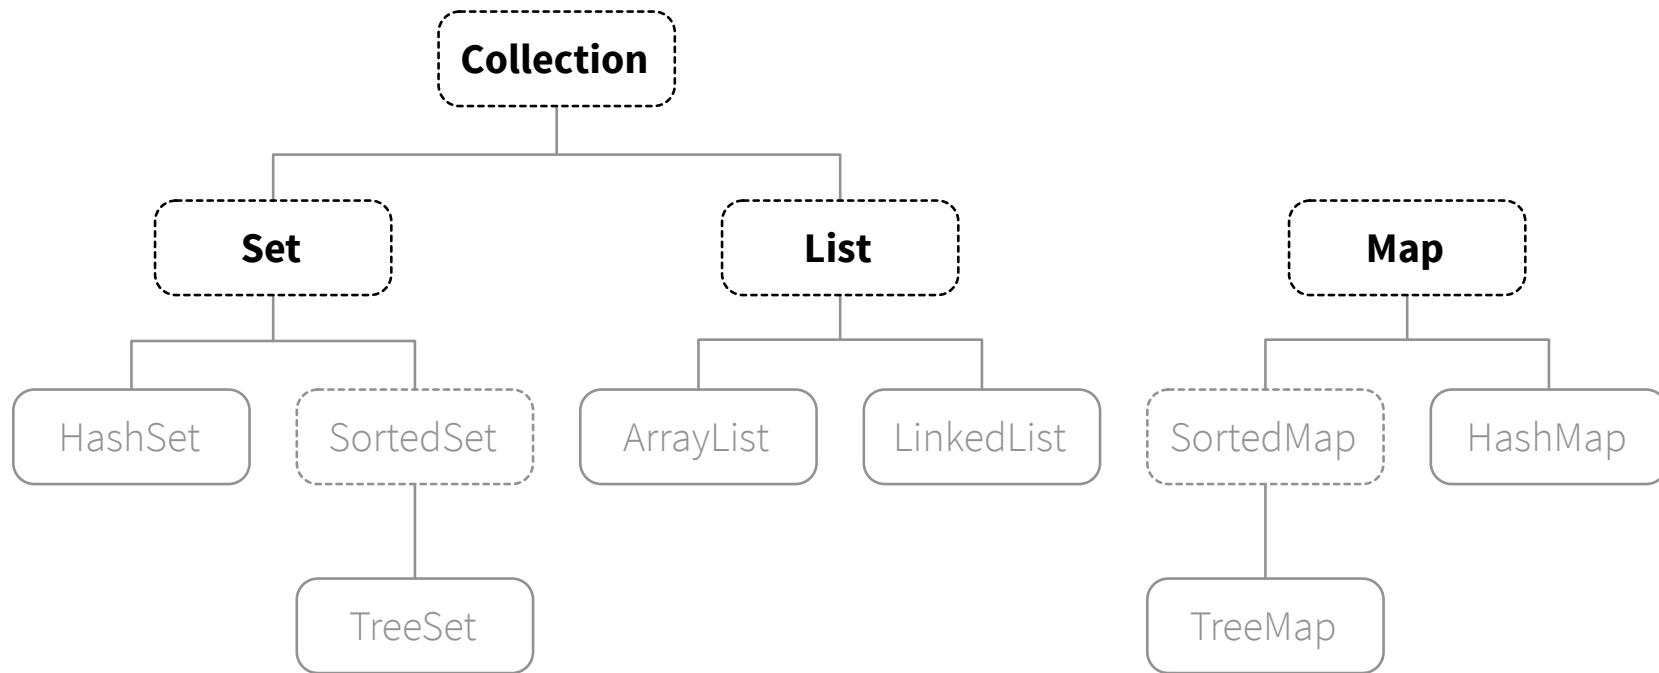 Collection
Set
List
Map
HashSet
SortedSet
ArrayList
LinkedList
SortedMap
HashMap
TreeSet
TreeMap